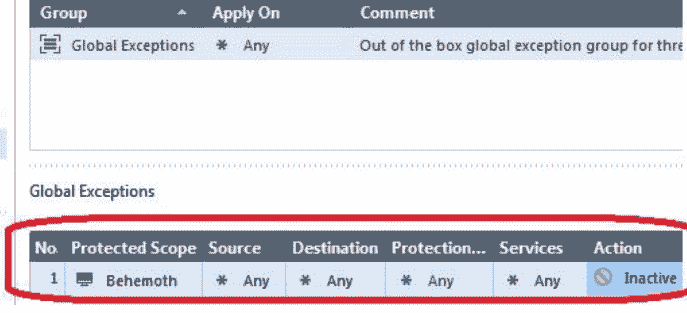 Group Apply On Comment
Global Exceptions * Any Out of the box global exception group for thre
Global Exceptions
No. Protected Scope Source Destination Protection... Services Action
1 Behemoth * Any * Any * Any * Any Inactive